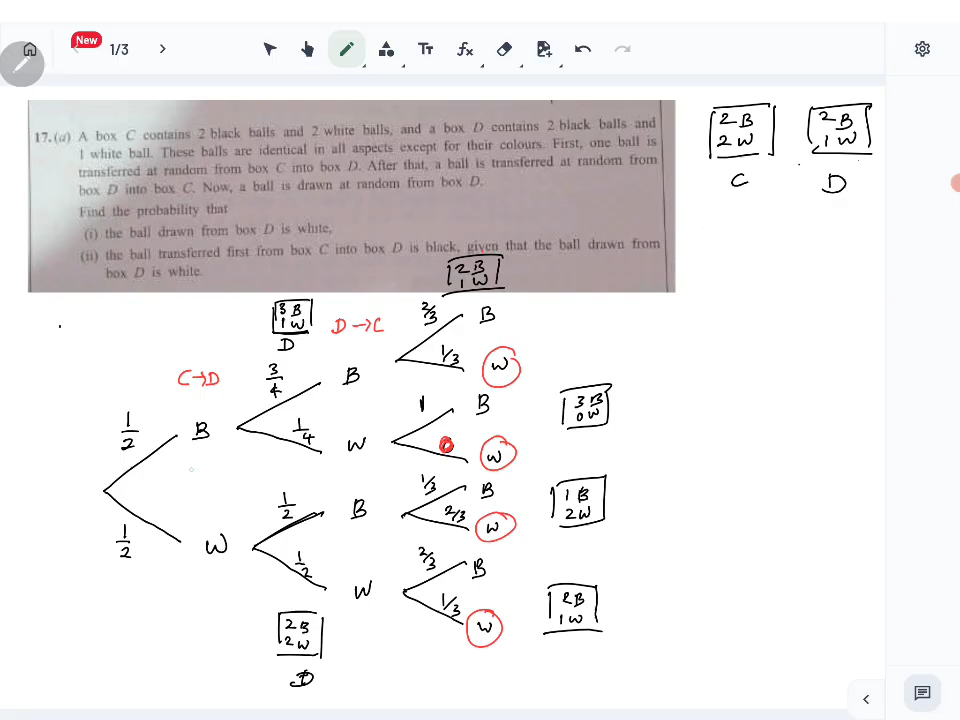 New
1/3
Tт
fx
17. (a) A box C contains 2 black balls and 2 white balls, and a box D contains 2 black balls and
1 white ball. These balls are identical in all aspects except for their colours. First, one ball is
transferred at random from box C into box D. After that, a ball is transferred at random from
box D into box C. Now, a ball is drawn at random from box D.
Find the probability that
(i) the ball drawn from box D is white,
(ii) the ball transferred first from box C into box D is black, given that the ball drawn from
box D is white.
2B
2W
C
2B
1W
D
2B
1W
3B
1W
D
D→C
C→D
1/2
B
3/4
B
2/3
B
1/3
W
1/4
W
1
B
0
W
3B
0W
1/2
W
1/2
B
1/3
B
2/3
W
1B
2W
1/2
W
2/3
B
1/3
W
2B
1W
2B
2W
D